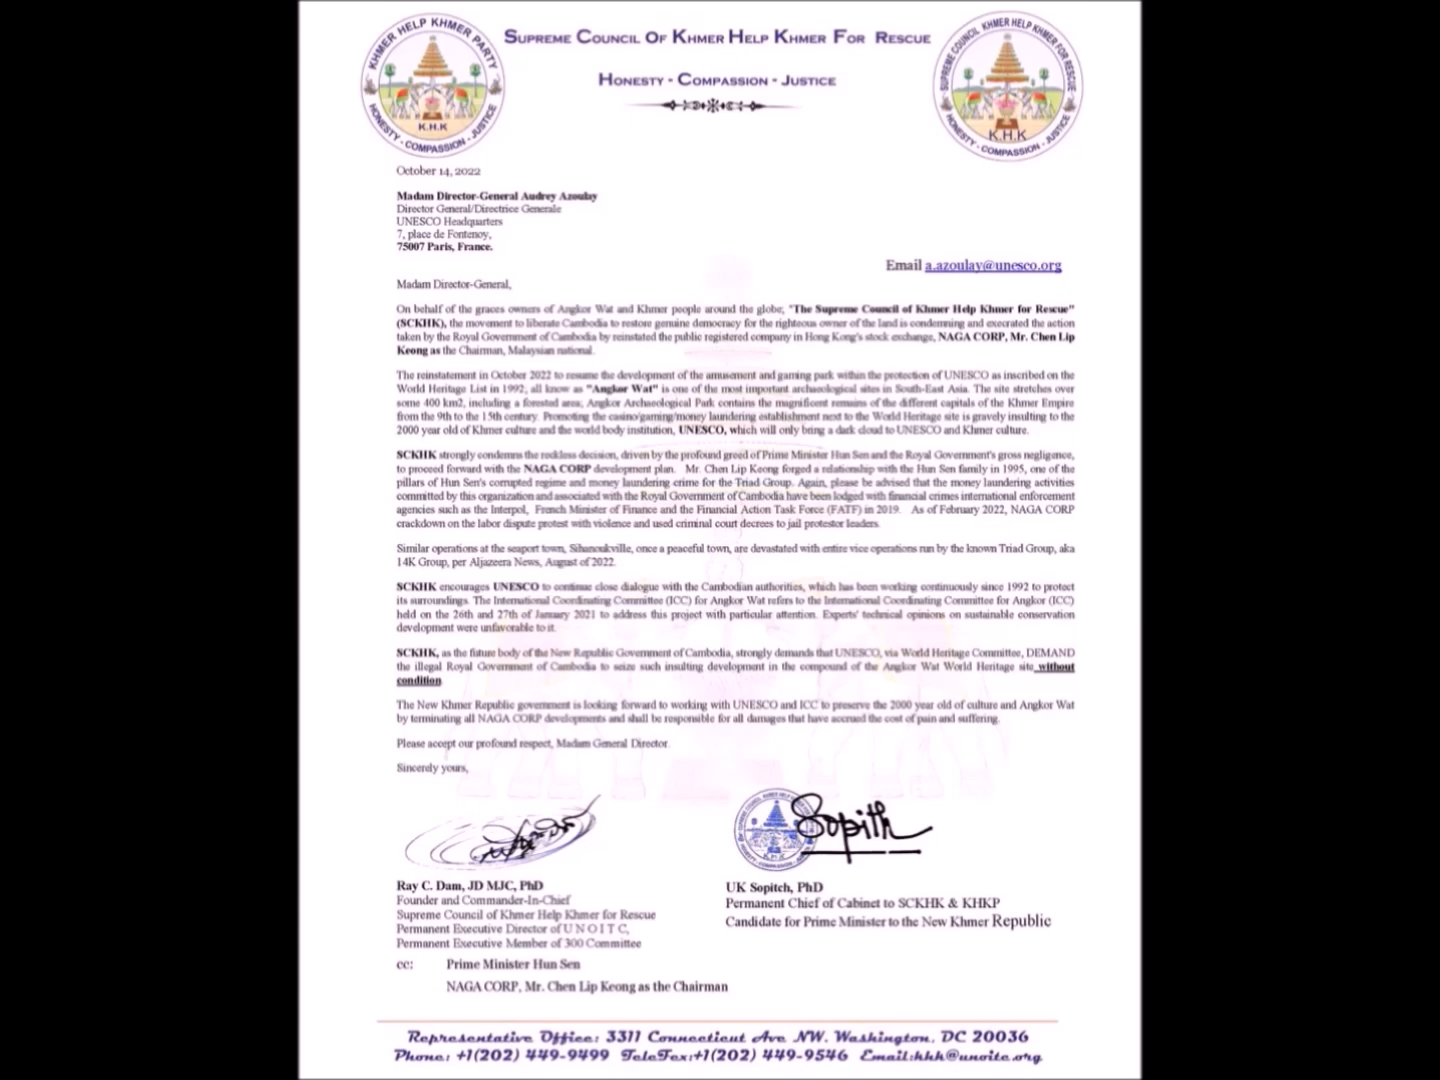 KHMER HELP KHMER PARTY
K.H.K
HONESTY - COMPASSION - JUSTICE
SUPREME COUNCIL OF KHMER HELP KHMER FOR RESCUE
HONESTY - COMPASSION - JUSTICE
SUPREME COUNCIL KHMER HELP KHMER FOR RESCUE
K.H.K
HONESTY - COMPASSION - JUSTICE
October 14, 2022
Madam Director-General Audrey Azoulay
Director General/Directrice Generale
UNESCO Headquarters
7, place de Fontenoy,
75007 Paris, France.
Email a.azoulay@unesco.org
Madam Director-General,
On behalf of the graces owners of Angkor Wat and Khmer people around the globe, "The Supreme Council of Khmer Help Khmer for Rescue"
(SCKHK), the movement to liberate Cambodia to restore genuine democracy for the righteous owner of the land is condemning and execrated the action
taken by the Royal Government of Cambodia by reinstated the public registered company in Hong Kong's stock exchange, NAGA CORP, Mr. Chen Lip
Keong as the Chairman, Malaysian national.
The reinstatement in October 2022 to resume the development of the amusement and gaming park within the protection of UNESCO as inscribed on the
World Heritage List in 1992, all know as "Angkor Wat" is one of the most important archaeological sites in South-East Asia. The site stretches over
some 400 km2, including a forested area, Angkor Archaeological Park contains the magnificent remains of the different capitals of the Khmer Empire
from the 9th to the 15th century. Promoting the casino/gaming/money laundering establishment next to the World Heritage site is gravely insulting to the
2000 year old of Khmer culture and the world body institution, UNESCO, which will only bring a dark cloud to UNESCO and Khmer culture.
SCKHK strongly condemns the reckless decision, driven by the profound greed of Prime Minister Hun Sen and the Royal Government's gross negligence,
to proceed forward with the NAGA CORP development plan. Mr. Chen Lip Keong forged a relationship with the Hun Sen family in 1995, one of the
pillars of Hun Sen's corrupted regime and money laundering crime for the Triad Group. Again, please be advised that the money laundering activities
committed by this organization and associated with the Royal Government of Cambodia have been lodged with financial crimes international enforcement
agencies such as the Interpol, French Minister of Finance and the Financial Action Task Force (FATF) in 2019. As of February 2022, NAGA CORP
crackdown on the labor dispute protest with violence and used criminal court decrees to jail protestor leaders.
Similar operations at the seaport town, Sihanoukville, once a peaceful town, are devastated with entire vice operations run by the known Triad Group, aka
14K Group, per Aljazeera News, August of 2022.
SCKHK encourages UNESCO to continue close dialogue with the Cambodian authorities, which has been working continuously since 1992 to protect
its surroundings. The International Coordinating Committee (ICC) for Angkor Wat refers to the International Coordinating Committee for Angkor (ICC)
held on the 26th and 27th of January 2021 to address this project with particular attention. Experts' technical opinions on sustainable conservation
development were unfavorable to it.
SCKHK, as the future body of the New Republic Government of Cambodia, strongly demands that UNESCO, via World Heritage Committee, DEMAND
the illegal Royal Government of Cambodia to seize such insulting development in the compound of the Angkor Wat World Heritage site without
condition.
The New Khmer Republic government is looking forward to working with UNESCO and ICC to preserve the 2000 year old of culture and Angkor Wat
by terminating all NAGA CORP developments and shall be responsible for all damages that have accrued the cost of pain and suffering.
Please accept our profound respect, Madam General Director.
Sincerely yours,
Sopith
Ray C. Dam, JD MJC, PhD
Founder and Commander-In-Chief
Supreme Council of Khmer Help Khmer for Rescue
Permanent Executive Director of U N O I T C,
Permanent Executive Member of 300 Committee
UK Sopitch, PhD
Permanent Chief of Cabinet to SCKHK & KHKP
Candidate for Prime Minister to the New Khmer Republic
cc: Prime Minister Hun Sen
NAGA CORP, Mr. Chen Lip Keong as the Chairman
Representative Office: 3311 Connecticut Ave NW. Washington, DC 20036
Phone: +1(202) 449-9499 TeleFax:+1(202) 449-9546 Email:khk@unoitc.org